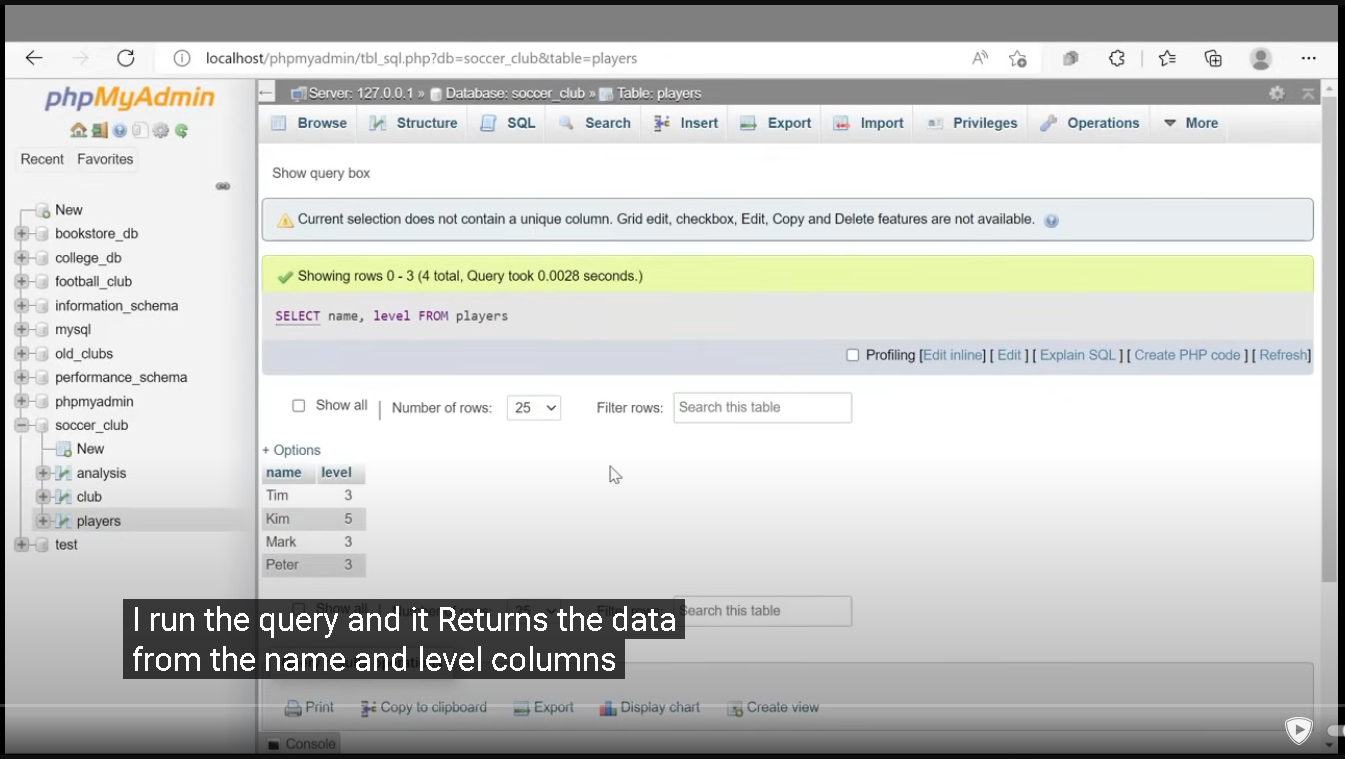 localhost/phpmyadmin/tbl_sql.php?db=soccer_club&table=players
phpMyAdmin
Recent Favorites
New
bookstore_db
college_db
football_club
information_schema
mysql
old_clubs
performance_schema
phpmyadmin
soccer_club
New
analysis
club
players
test
Server: 127.0.0.1 » Database: soccer_club » Table: players
Browse Structure SQL Search Insert Export Import Privileges Operations More
Show query box
Current selection does not contain a unique column. Grid edit, checkbox, Edit, Copy and Delete features are not available.
Showing rows 0 - 3 (4 total, Query took 0.0028 seconds.)
SELECT name, level FROM players
Profiling [Edit inline] [ Edit ] [ Explain SQL ] [ Create PHP code ] [ Refresh]
Show all | Number of rows: 25 Filter rows: Search this table
+ Options
name level
Tim 3
Kim 5
Mark 3
Peter 3
Search this table
I run the query and it Returns the data
from the name and level columns
Print Copy to clipboard Export Display chart Create view
Console